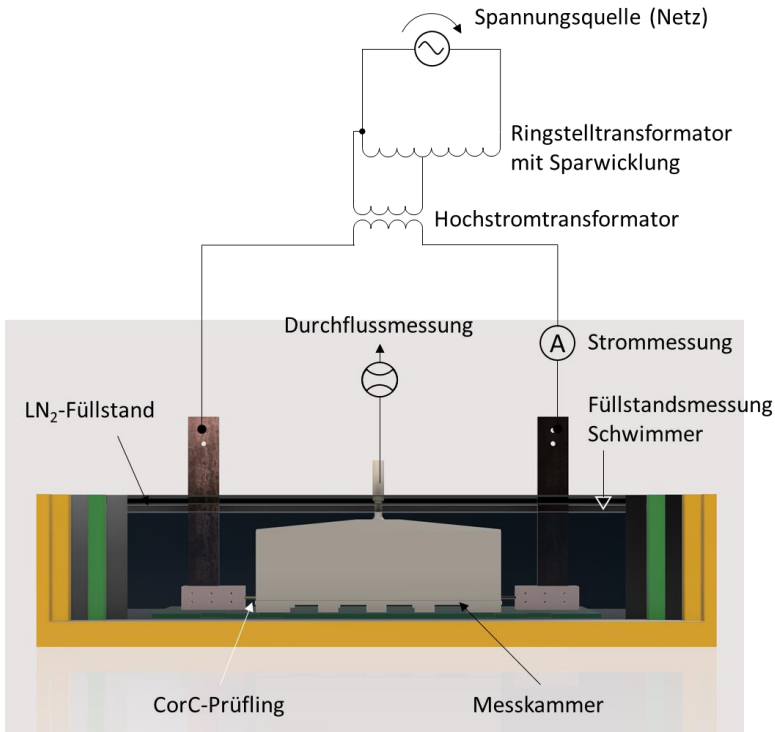 Spannungsquelle (Netz)
Ringstelltransformator
mit Sparwicklung
Hochstromtransformator
Durchflussmessung
A
Strommessung
LN₂-Füllstand
Füllstandsmessung
Schwimmer
CorC-Prüfling
Messkammer